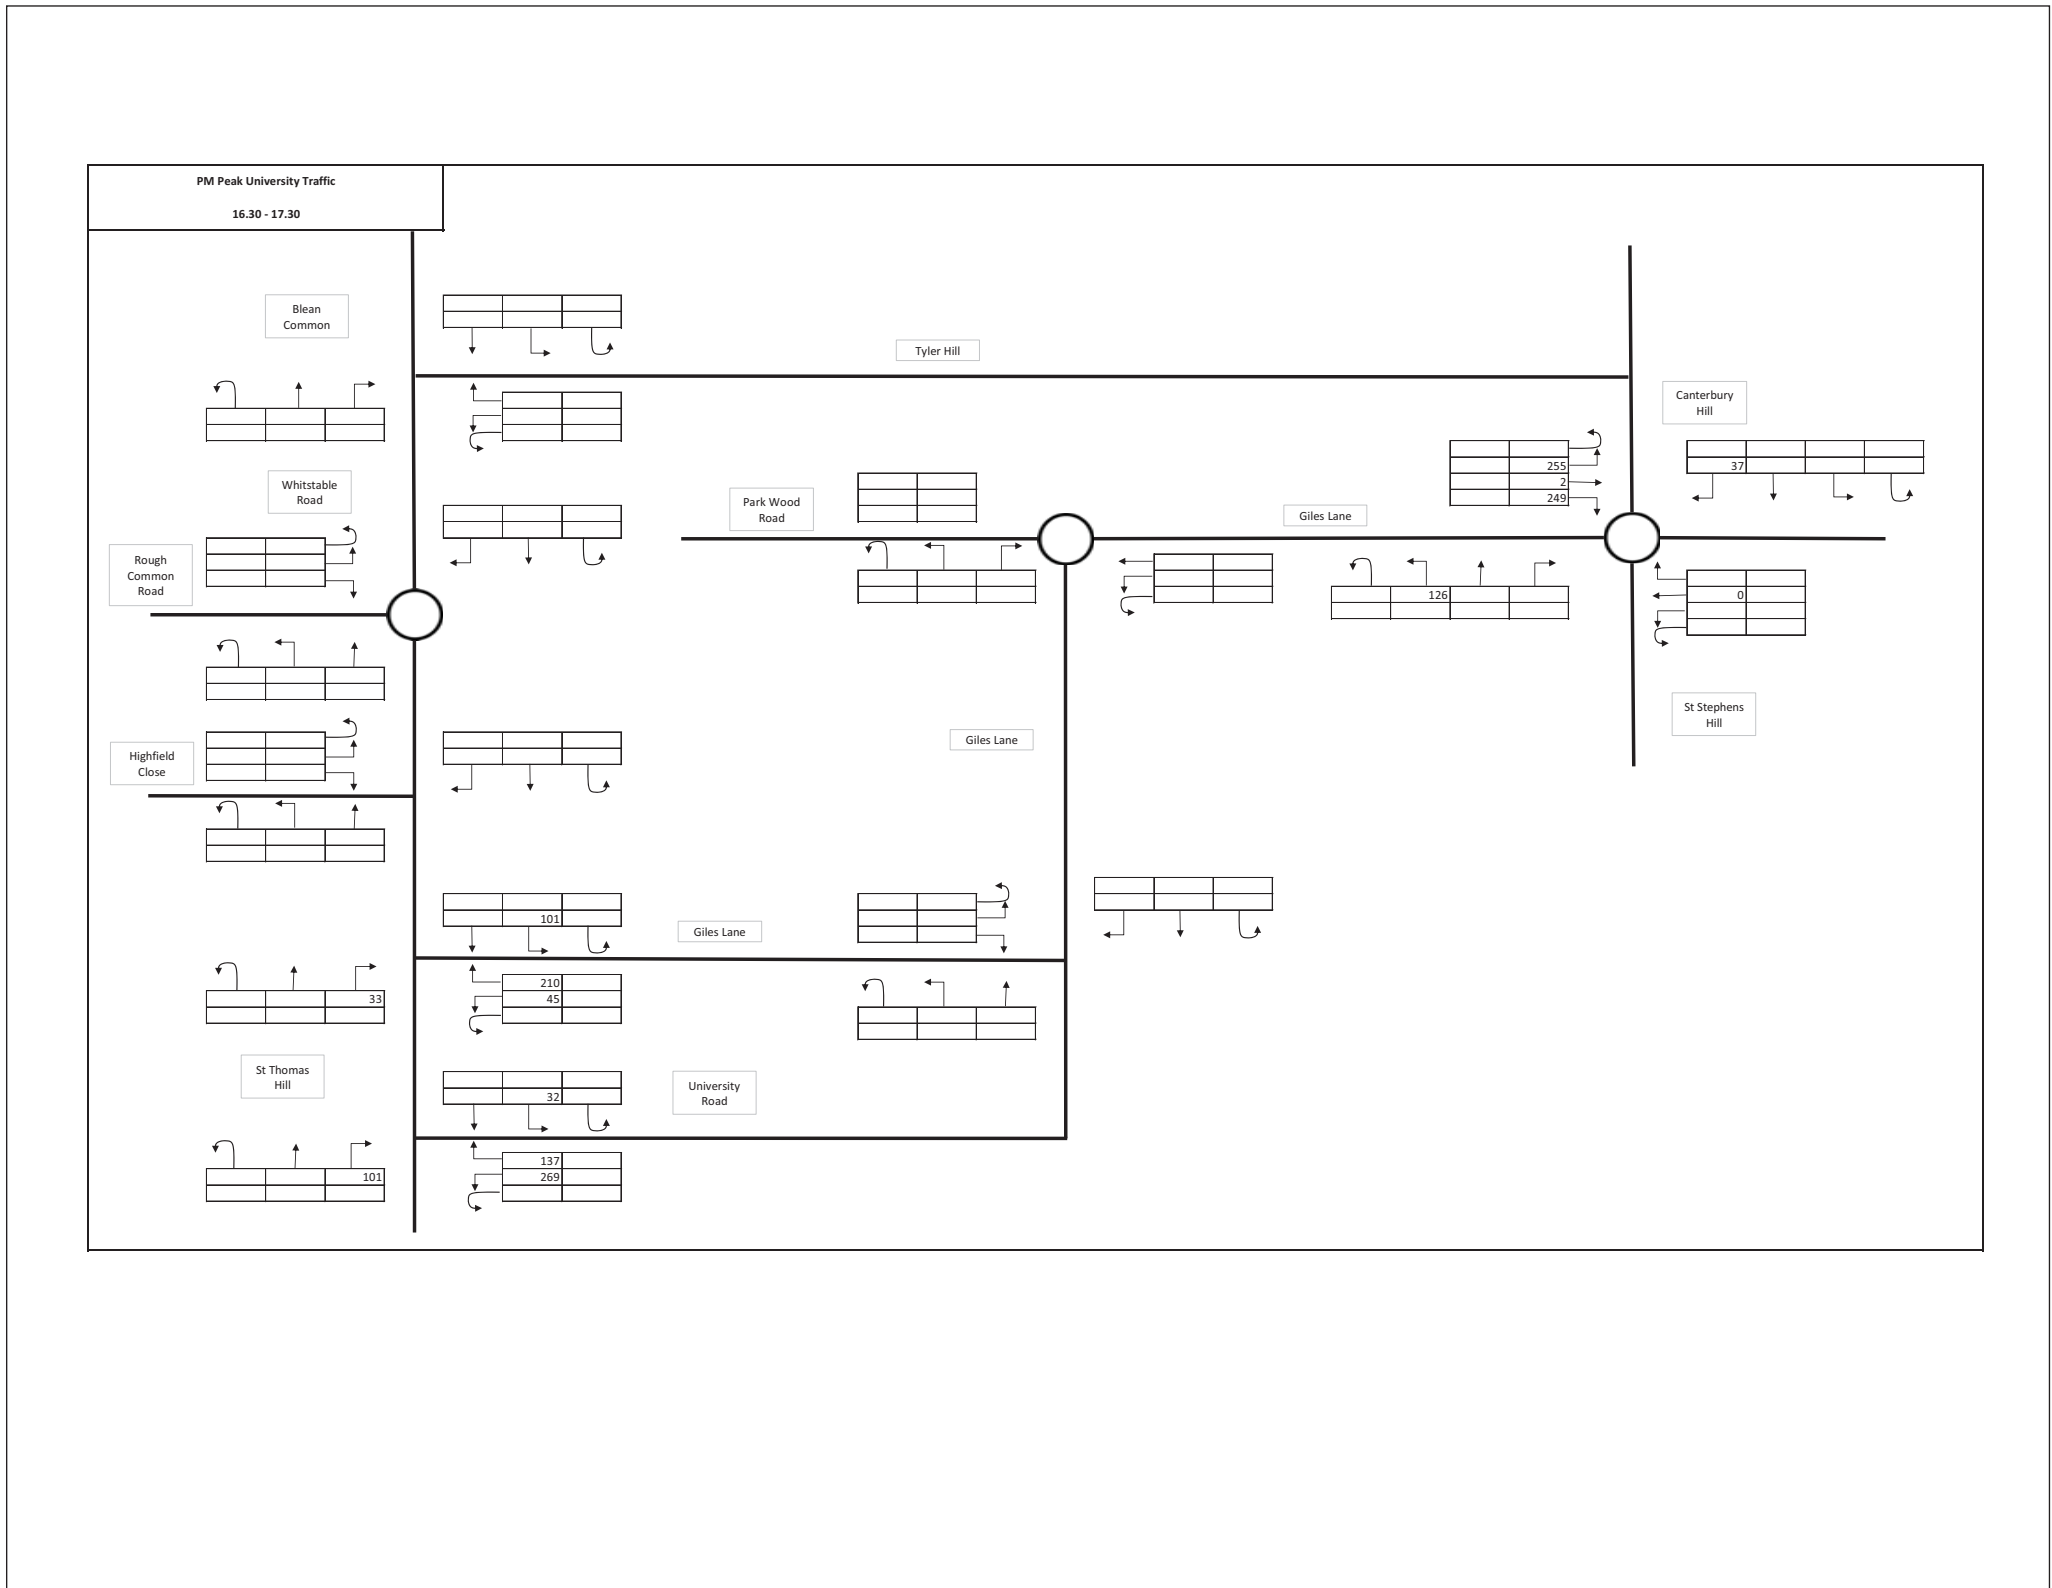 PM Peak University Traffic
16.30 - 17.30
Blean
Common
Tyler Hill
Canterbury
Hill
255
37
2
249
Whitstable
Road
Park Wood
Road
Giles Lane
Rough
Common
Road
126
0
St Stephens
Hill
Highfield
Close
Giles Lane
101
Giles Lane
210
33
45
St Thomas
Hill
32
University
Road
137
101
269